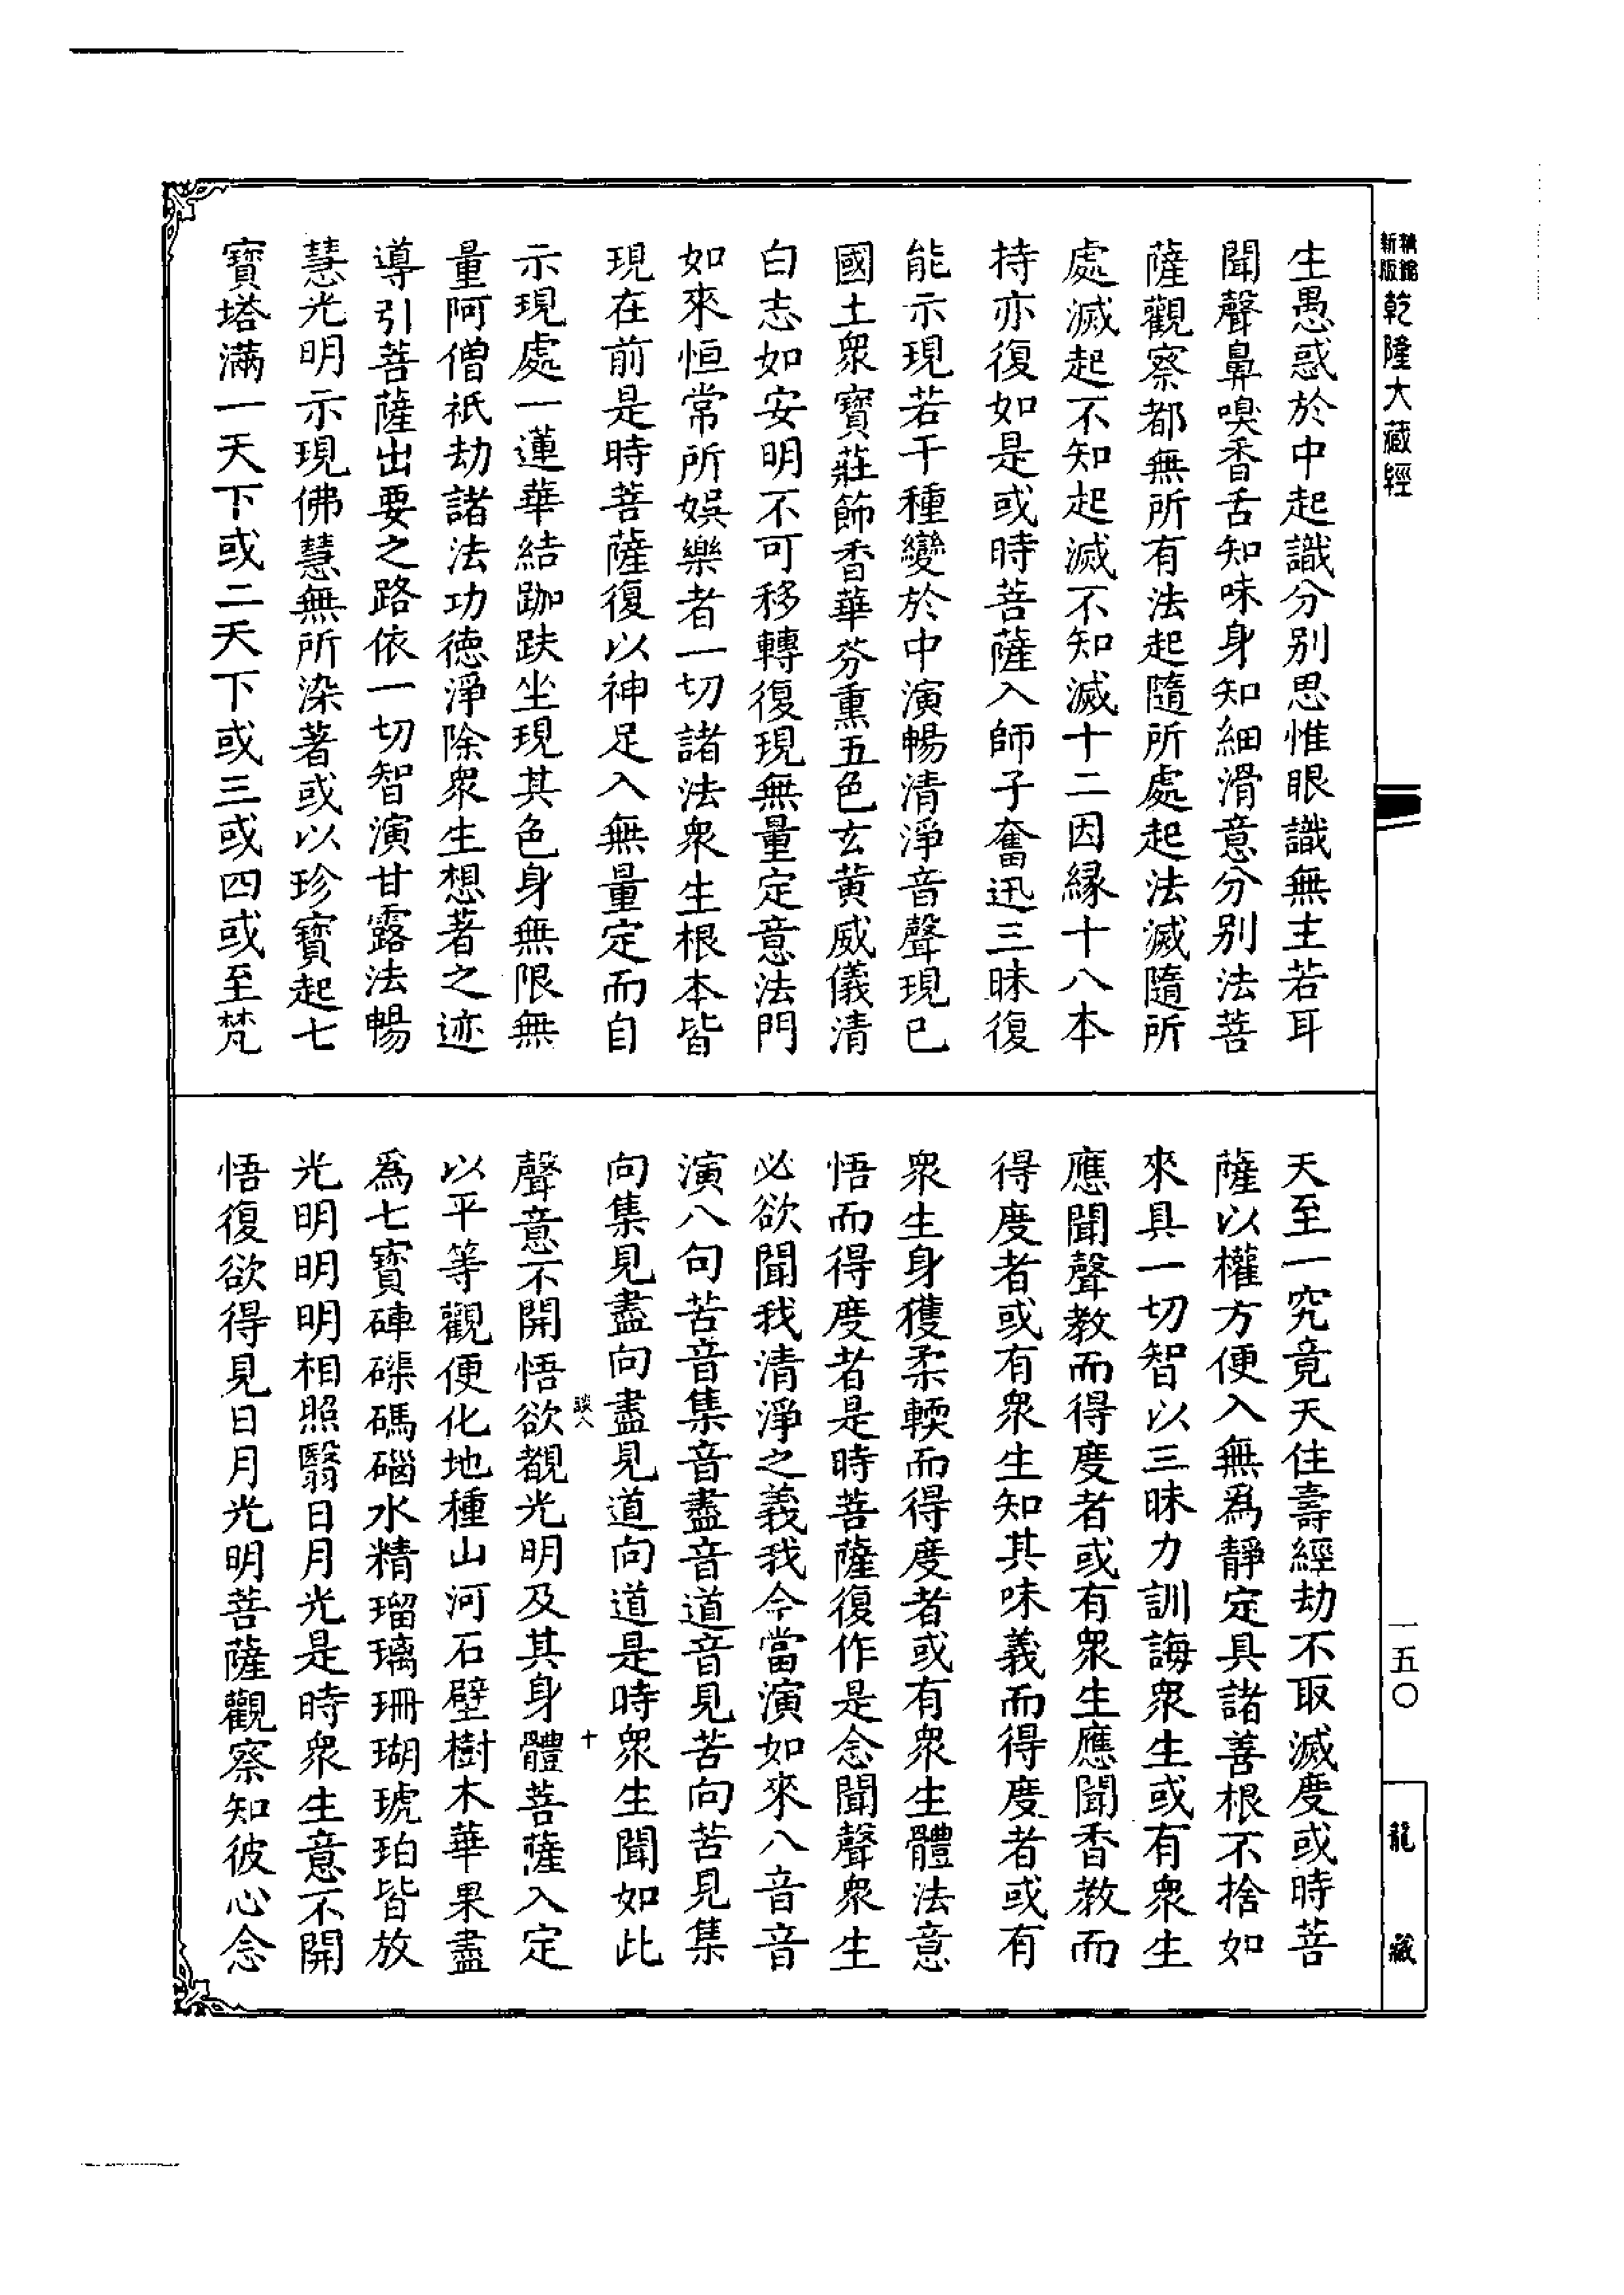 新版
乾隆大藏經
生愚惑於中起識分別思惟眼識無主若耳
聞聲鼻嗅香舌知味身知細滑意分別法菩
薩觀察都無所有法起隨所處起法滅隨所
處滅起不知起滅不知滅十二因縁十八本
持亦復如是或時菩薩入師子奮迅三昧復
能示現若干種變於中演暢清淨音聲現已
國土衆寶莊飾香華芬熏五色玄黄威儀清
白志如安明不可移轉復現無量定意法門
如來恒常所娛樂者一切諸法衆生根本皆
現在前是時菩薩復以神足入無量定而自
示現處一蓮華結跏趺坐現其色身無限無
量阿僧祇劫諸法功德淨除衆生想著之迹
導引菩薩出要之路依一切智演甘露法暢
慧光明示現佛慧無所染著或以珍寶起七
寶塔滿一天下或二天下或三或四或至梵
天至一究竟天住壽經劫不取滅度或時菩
薩以權方便入無爲靜定具諸善根不捨如
來具一切智以三昧力訓誨衆生或有衆生
應聞聲教而得度者或有衆生應聞香教而
得度者或有衆生知其味義而得度者或有
衆生身獲柔輭而得度者或有衆生體法意
悟而得度者是時菩薩復作是念聞聲衆生
必欲聞我清淨之義我今當演如來八音音
演八句苦音集音盡音道音見苦向苦見集
向集見盡向盡見道向道是時衆生聞如此
十
聲意不開悟欲覩光明及其身體菩薩入定
以平等觀便化地種山河石壁樹木華果盡
爲七寶硨磲碼碯水精瑠璃珊瑚琥珀皆放
光明明明相照翳日月光是時衆生意不開
悟復欲得見日月光明菩薩觀察知彼心念
一五〇
龍藏